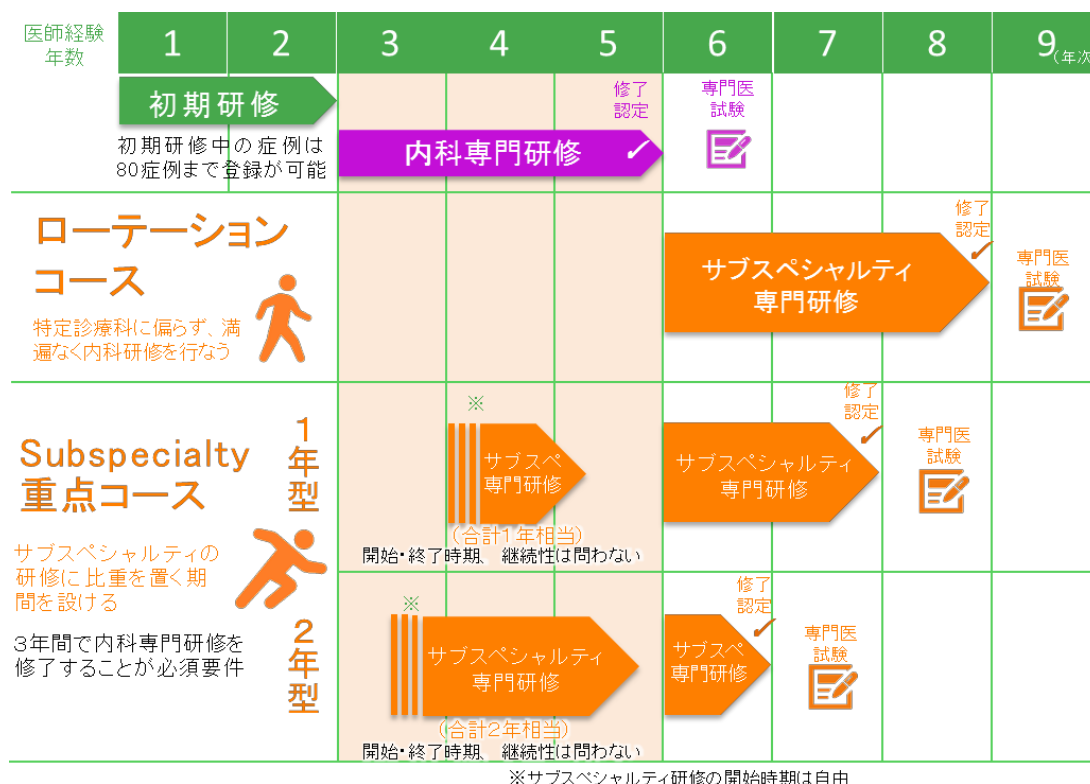 医師経験
年数
1
2
3
4
5
6
7
8
9
(年次
初期研修
初期研修中の症例は
80症例まで登録が可能
修了
認定
内科専門研修
専門医
試験
ローテーション
コース
特定診療科に偏らず、満
遍なく内科研修を行なう
サブスペシャルティ
専門研修
修了
認定
専門医
試験
Subspecialty
重点コース
サブスペシャルティの
研修に比重を置く期
間を設ける
3年間で内科専門研修を
修了することが必須要件
1
年
型
※
サブスペ
専門研修
(合計1年相当)
開始・終了時期、継続性は問わない
サブスペシャルティ
専門研修
修了
認定
専門医
試験
2
年
型
※
サブスペシャルティ
専門研修
(合計2年相当)
開始・終了時期、継続性は問わない
サブスペ
専門研修
修了
認定
専門医
試験
※サブスペシャルティ研修の開始時期は自由